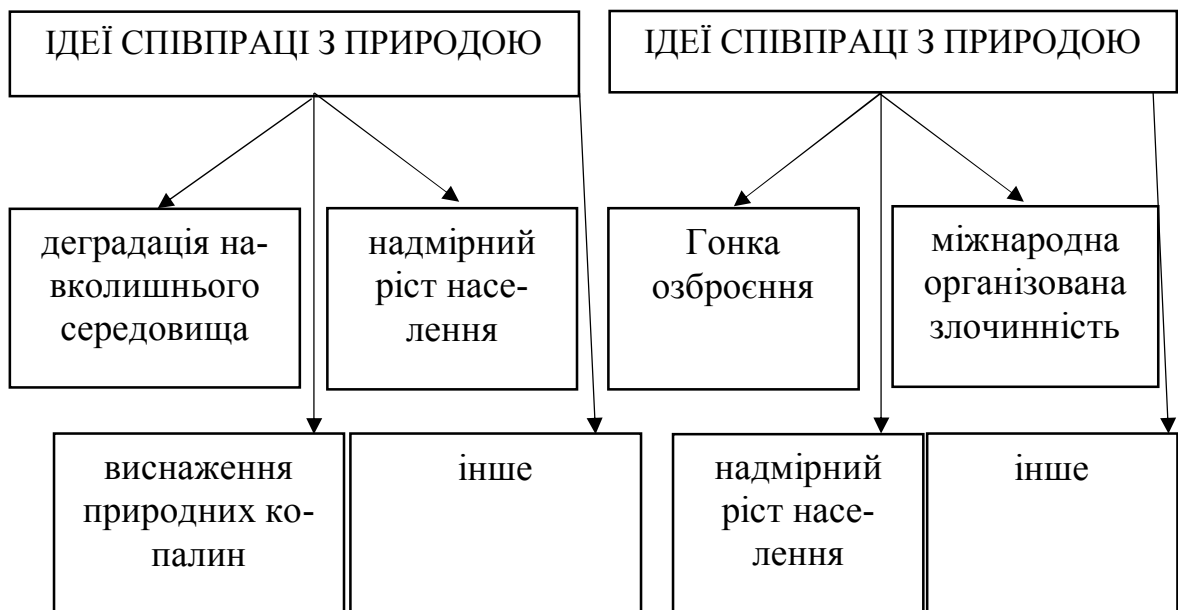 ІДЕЇ СПІВПРАЦІ З ПРИРОДОЮ
ІДЕЇ СПІВПРАЦІ З ПРИРОДОЮ
деградація на-
вколишнього
середовища
надмірний
ріст насе-
лення
Гонка
озброєння
міжнародна
організована
злочинність
виснаження
природних ко-
палин
інше
надмірний
ріст насе-
лення
інше